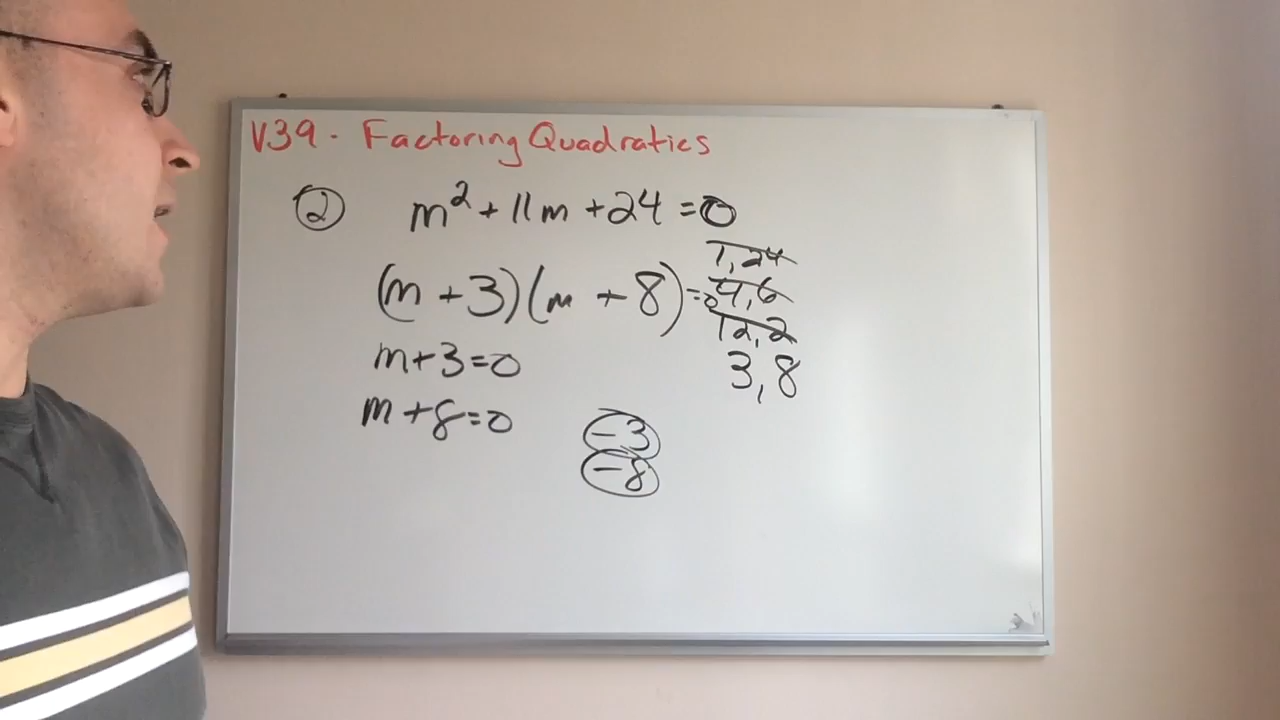 V39 - Factoring Quadratics
2 m² + 11m + 24 = 0
1, 24
(m + 3)(m + 8) = 0
4, 6
12, 2
m + 3 = 0
3, 8
m + 8 = 0
-3
-8